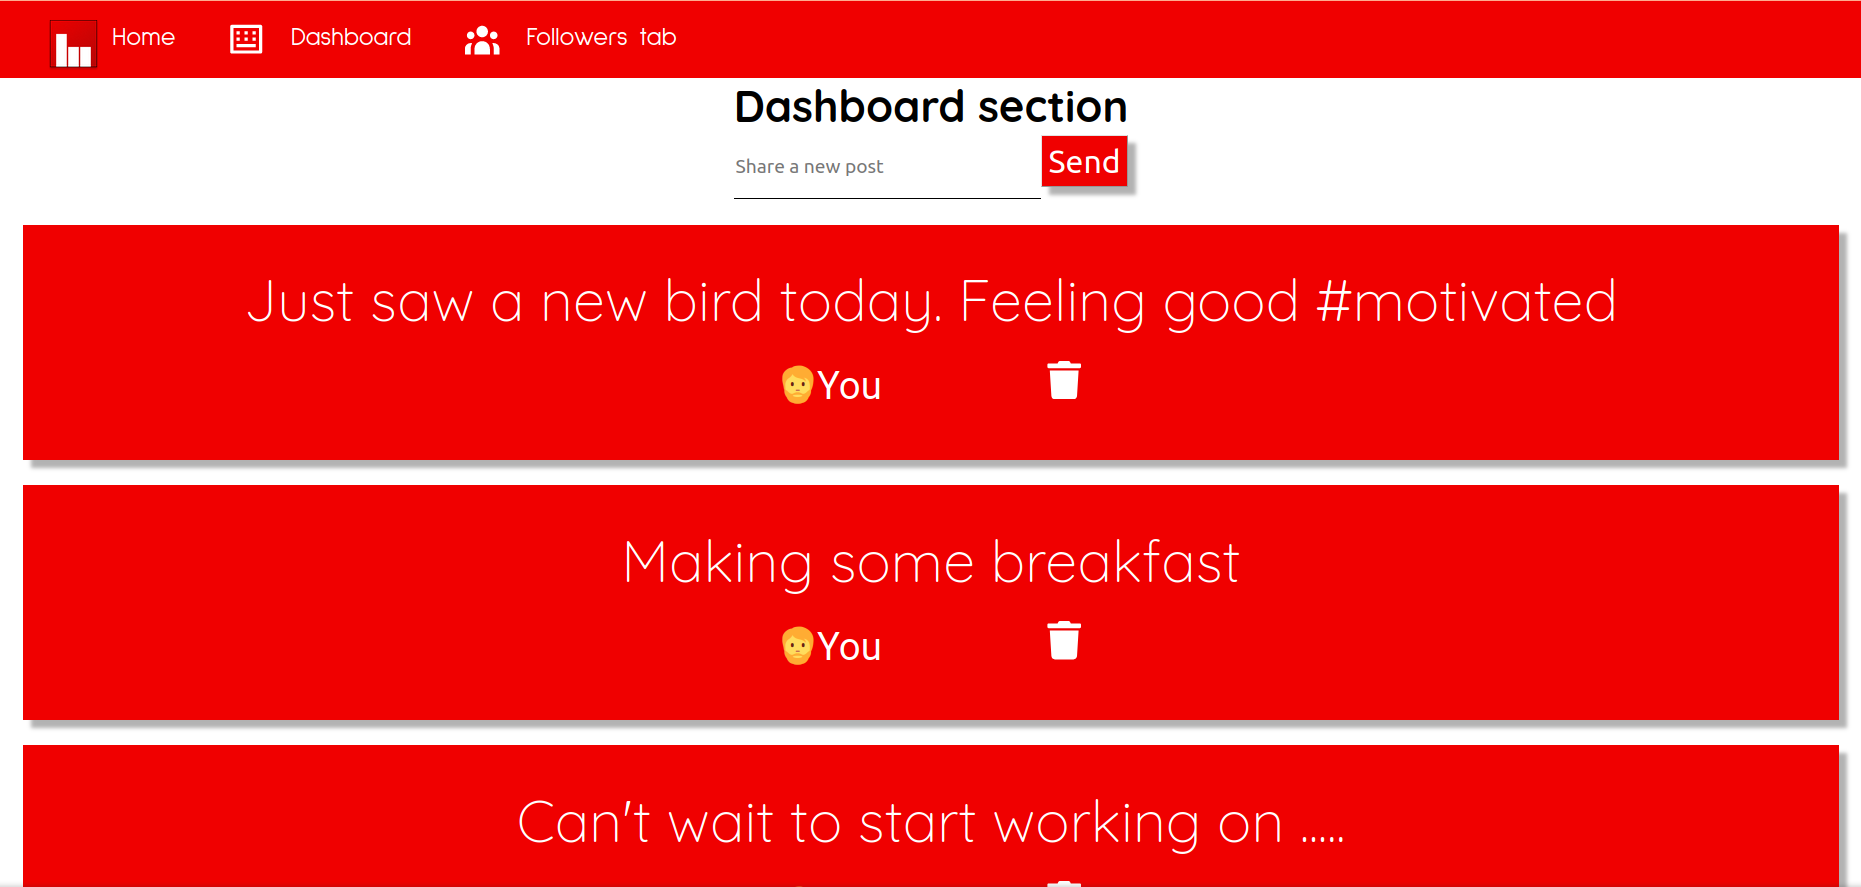 Home Dashboard Followers tab
Dashboard section
Share a new post
Send
Just saw a new bird today. Feeling good #motivated
You
Making some breakfast
You
Can't wait to start working on .....